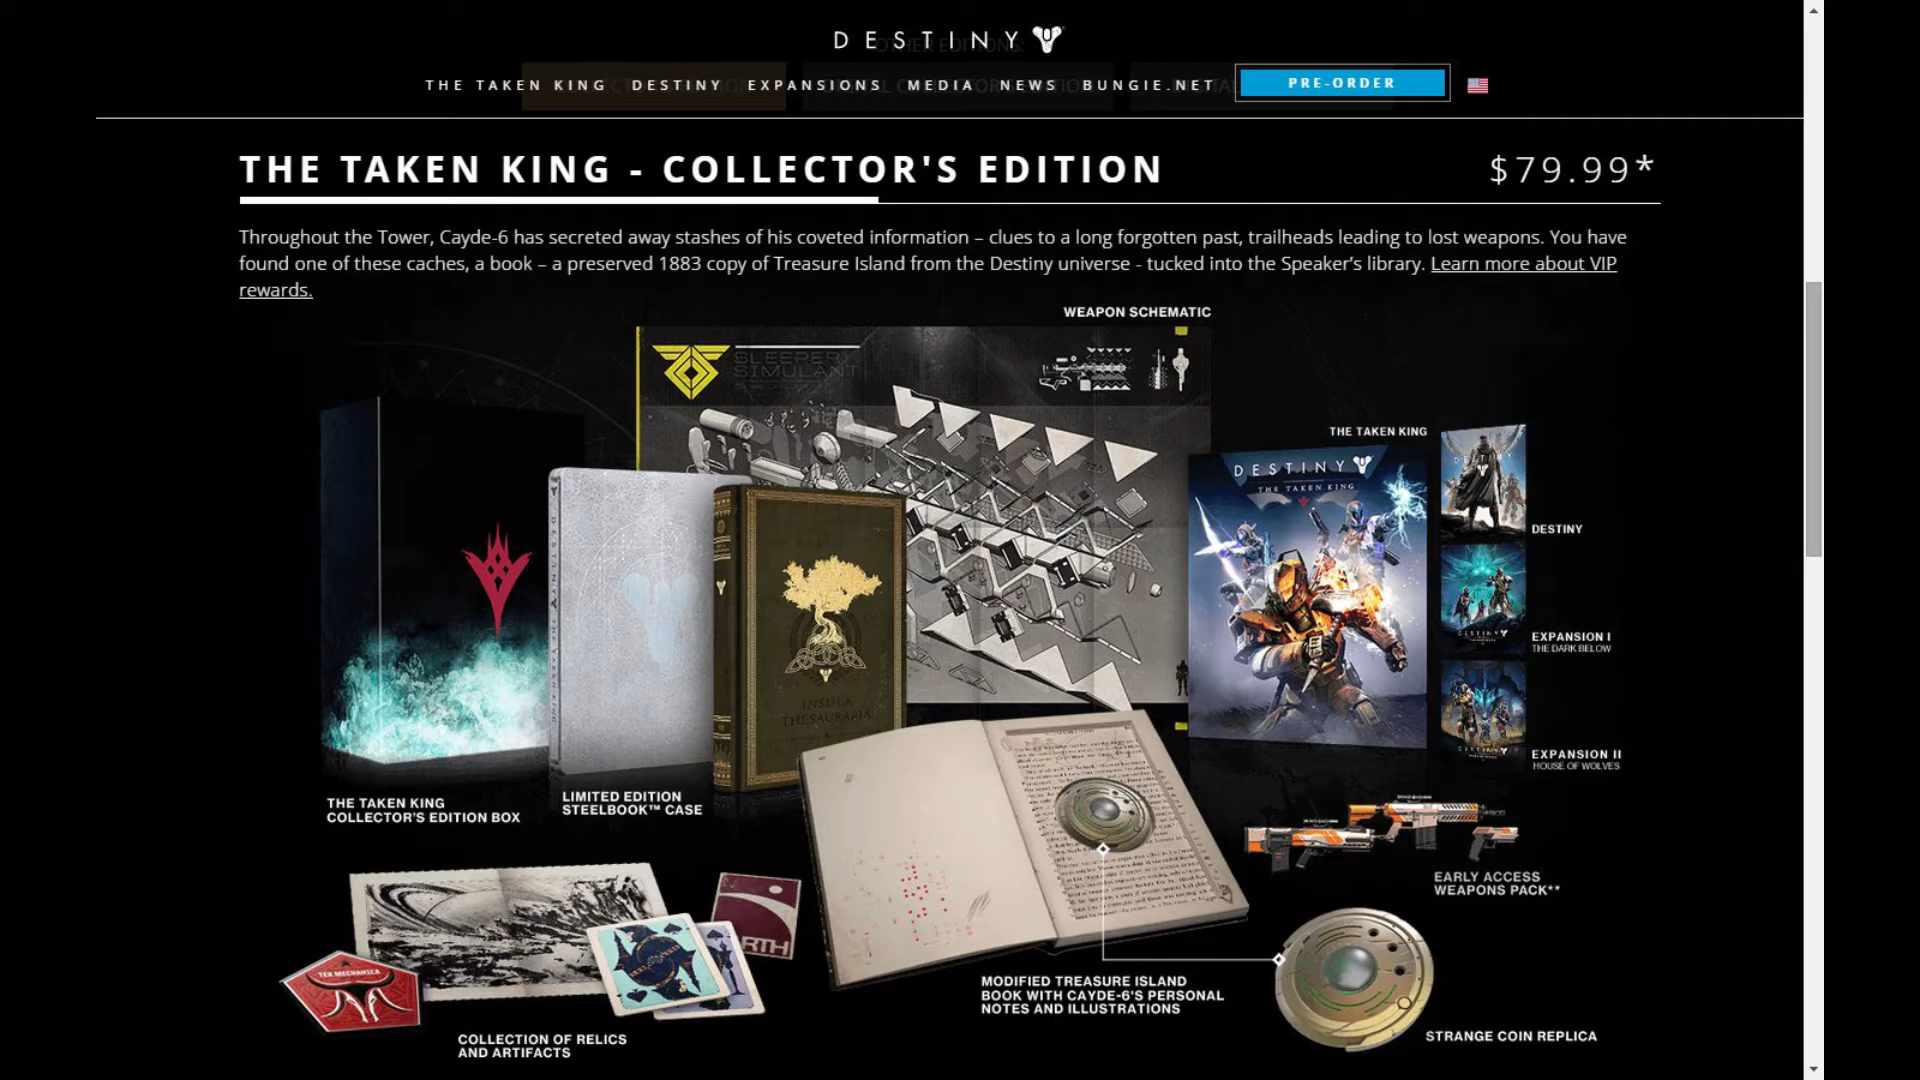 DESTINY
THE TAKEN KING DESTINY EXPANSIONS MEDIA NEWS BUNGIE.NET PRE-ORDER
THE TAKEN KING - COLLECTOR'S EDITION $79.99*
Throughout the Tower, Cayde-6 has secreted away stashes of his coveted information – clues to a long forgotten past, trailheads leading to lost weapons. You have
found one of these caches, a book – a preserved 1883 copy of Treasure Island from the Destiny universe - tucked into the Speaker's library. Learn more about VIP
rewards.
WEAPON SCHEMATIC
SLEEPER
SIMULANT
THE TAKEN KING
DESTINY
THE TAKEN KING
DESTINY
EXPANSION I
THE DARK BELOW
EXPANSION II
HOUSE OF WOLVES
INSULA
THESAURARIA
THE TAKEN KING
COLLECTOR'S EDITION BOX
LIMITED EDITION
STEELBOOK™ CASE
EARLY ACCESS
WEAPONS PACK**
TEX MECHANICA
RTH
COLLECTION OF RELICS
AND ARTIFACTS
MODIFIED TREASURE ISLAND
BOOK WITH CAYDE-6'S PERSONAL
NOTES AND ILLUSTRATIONS
STRANGE COIN REPLICA